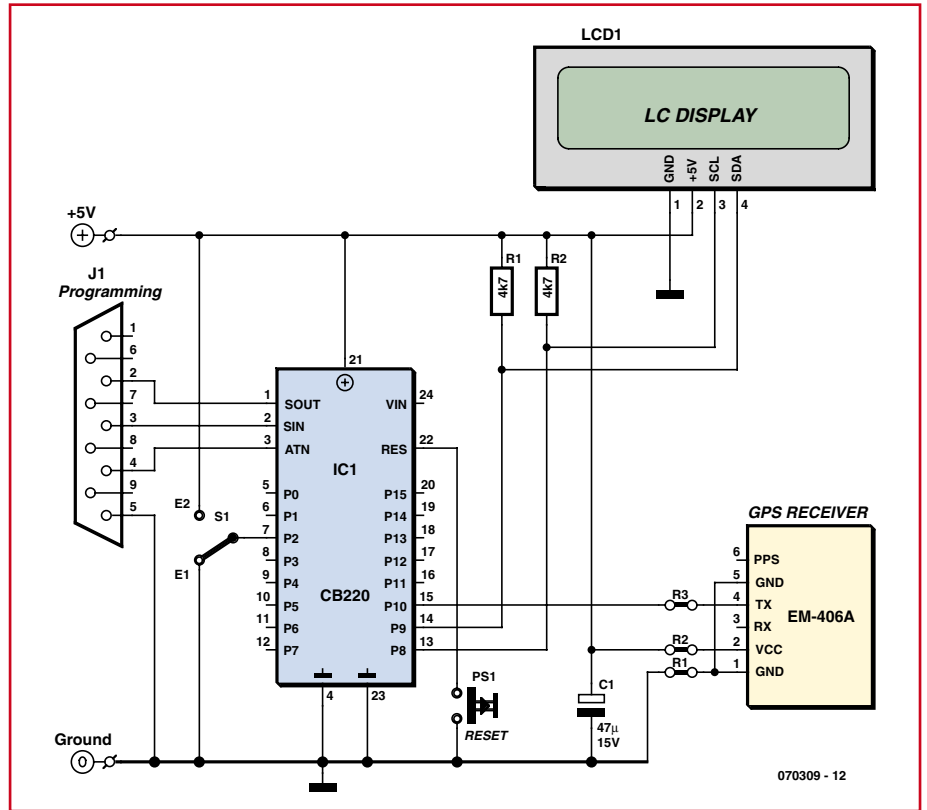 LCD1
LC DISPLAY
GND
+5V
SCL
SDA
1
2
3
4
+5V
J1
Programming
1
6
2
7
3
8
4
9
5
R1
4k7
R2
4k7
E2
S1
E1
21
1 SOUT
2 SIN
3 ATN
5 P0
6 P1
7 P2
8 P3
9 P4
10 P5
11 P6
12 P7
IC1
CB220
VIN 24
RES 22
P15 20
P14 19
P13 18
P12 17
P11 16
P10 15
P9 14
P8 13
4
23
PS1
RESET
C1
47µ
15V
R3
R2
R1
GPS RECEIVER
6 PPS
5 GND
4 TX
3 RX
2 VCC
1 GND
EM-406A
Ground
0
070309 - 12